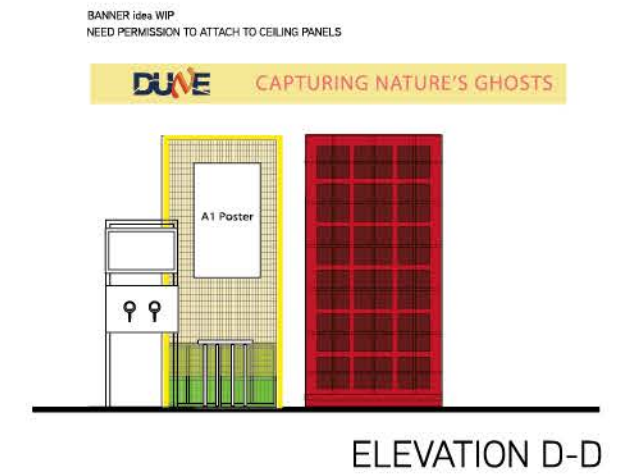 BANNER idea WIP
NEED PERMISSION TO ATTACH TO CEILING PANELS
DUNE CAPTURING NATURE'S GHOSTS
A1 Poster
ELEVATION D-D